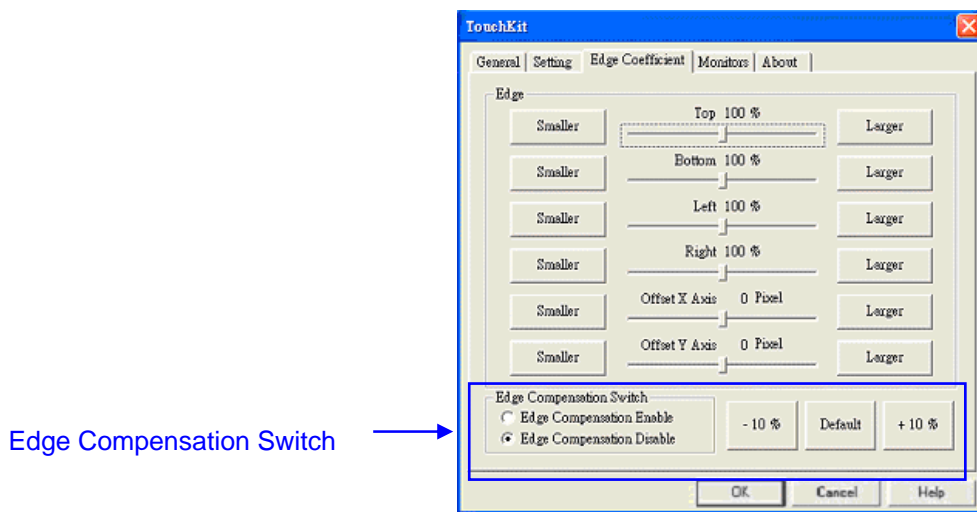 TouchKit
General Setting Edge Coefficient Monitors About
Edge
Top 100 %
Smaller Larger
Bottom 100 %
Smaller Larger
Left 100 %
Smaller Larger
Right 100 %
Smaller Larger
Offset X Axis 0 Pixel
Smaller Larger
Offset Y Axis 0 Pixel
Smaller Larger
Edge Compensation Switch
Edge Compensation Enable
Edge Compensation Disable
- 10 % Default + 10 %
Edge Compensation Switch
OK Cancel Help